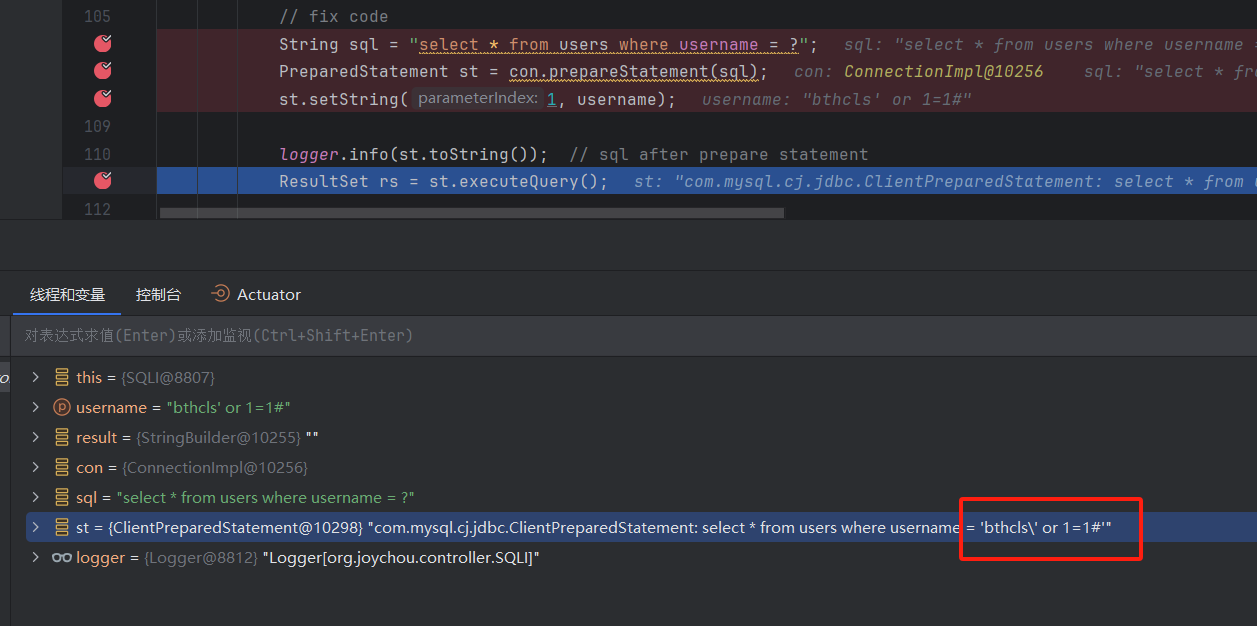 105 // fix code
String sql = "select * from users where username = ?"; sql: "select * from users where username =
PreparedStatement st = con.prepareStatement(sql); con: ConnectionImpl@10256 sql: "select * fr
st.setString( parameterIndex: 1, username); username: "bthcls' or 1=1#"
109
110 logger.info(st.toString()); // sql after prepare statement
ResultSet rs = st.executeQuery(); st: "com.mysql.cj.jdbc.ClientPreparedStatement: select * from
112
线程和变量 控制台 Actuator
对表达式求值(Enter)或添加监视(Ctrl+Shift+Enter)
this = {SQLI@8807}
username = "bthcls' or 1=1#"
result = {StringBuilder@10255} ""
con = {ConnectionImpl@10256}
sql = "select * from users where username = ?"
st = {ClientPreparedStatement@10298} "com.mysql.cj.jdbc.ClientPreparedStatement: select * from users where username = 'bthcls\' or 1=1#'"
logger = {Logger@8812} "Logger[org.joychou.controller.SQLI]"